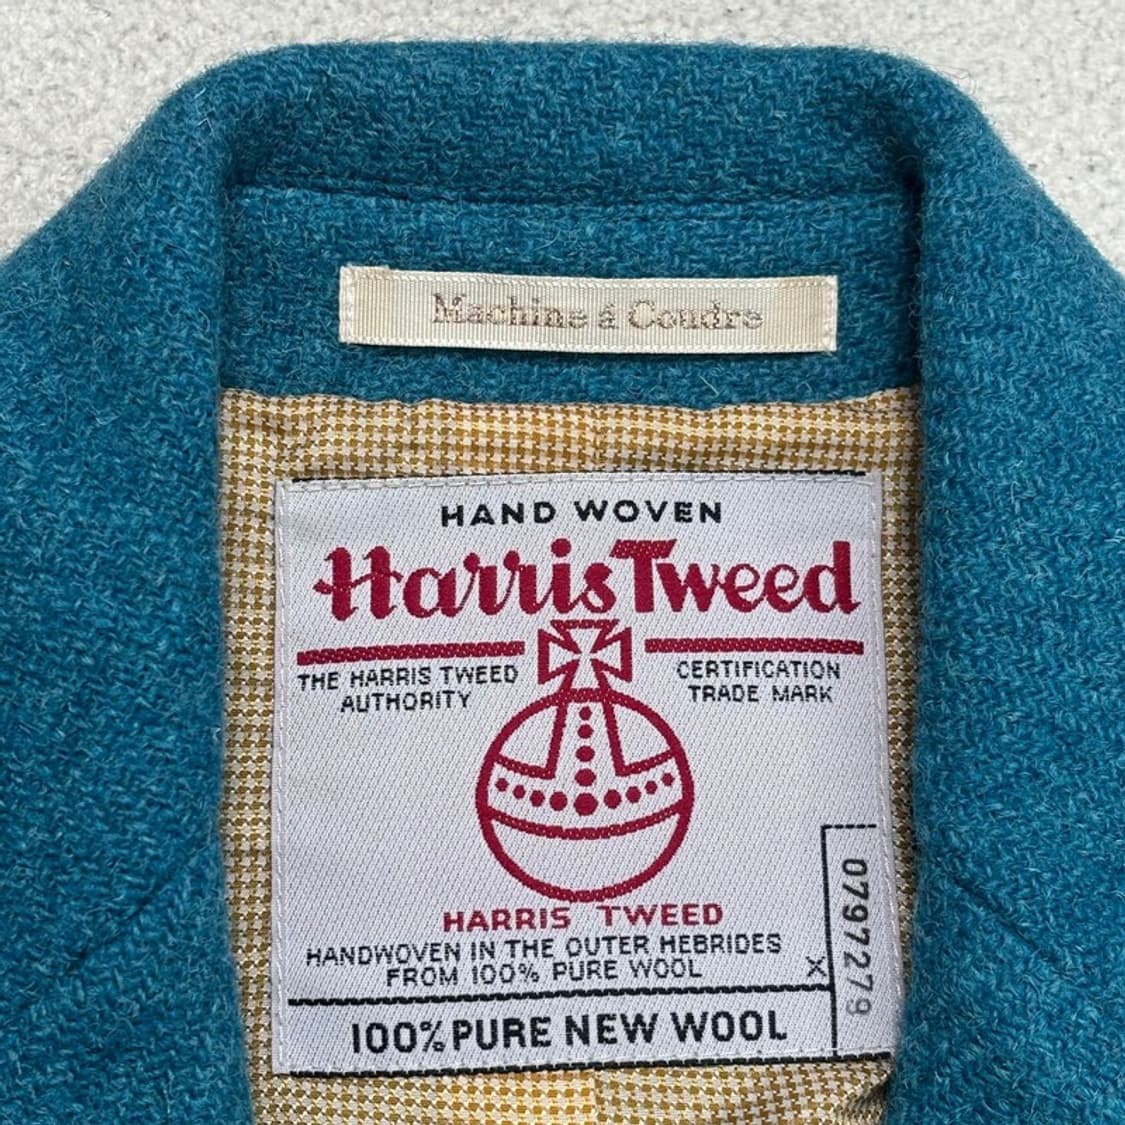 Machine á Coudre
HAND WOVEN
Harris Tweed
THE HARRIS TWEED
AUTHORITY
CERTIFICATION
TRADE MARK
HARRIS TWEED
HANDWOVEN IN THE OUTER HEBRIDES
FROM 100% PURE WOOL
X
0797279
100% PURE NEW WOOL